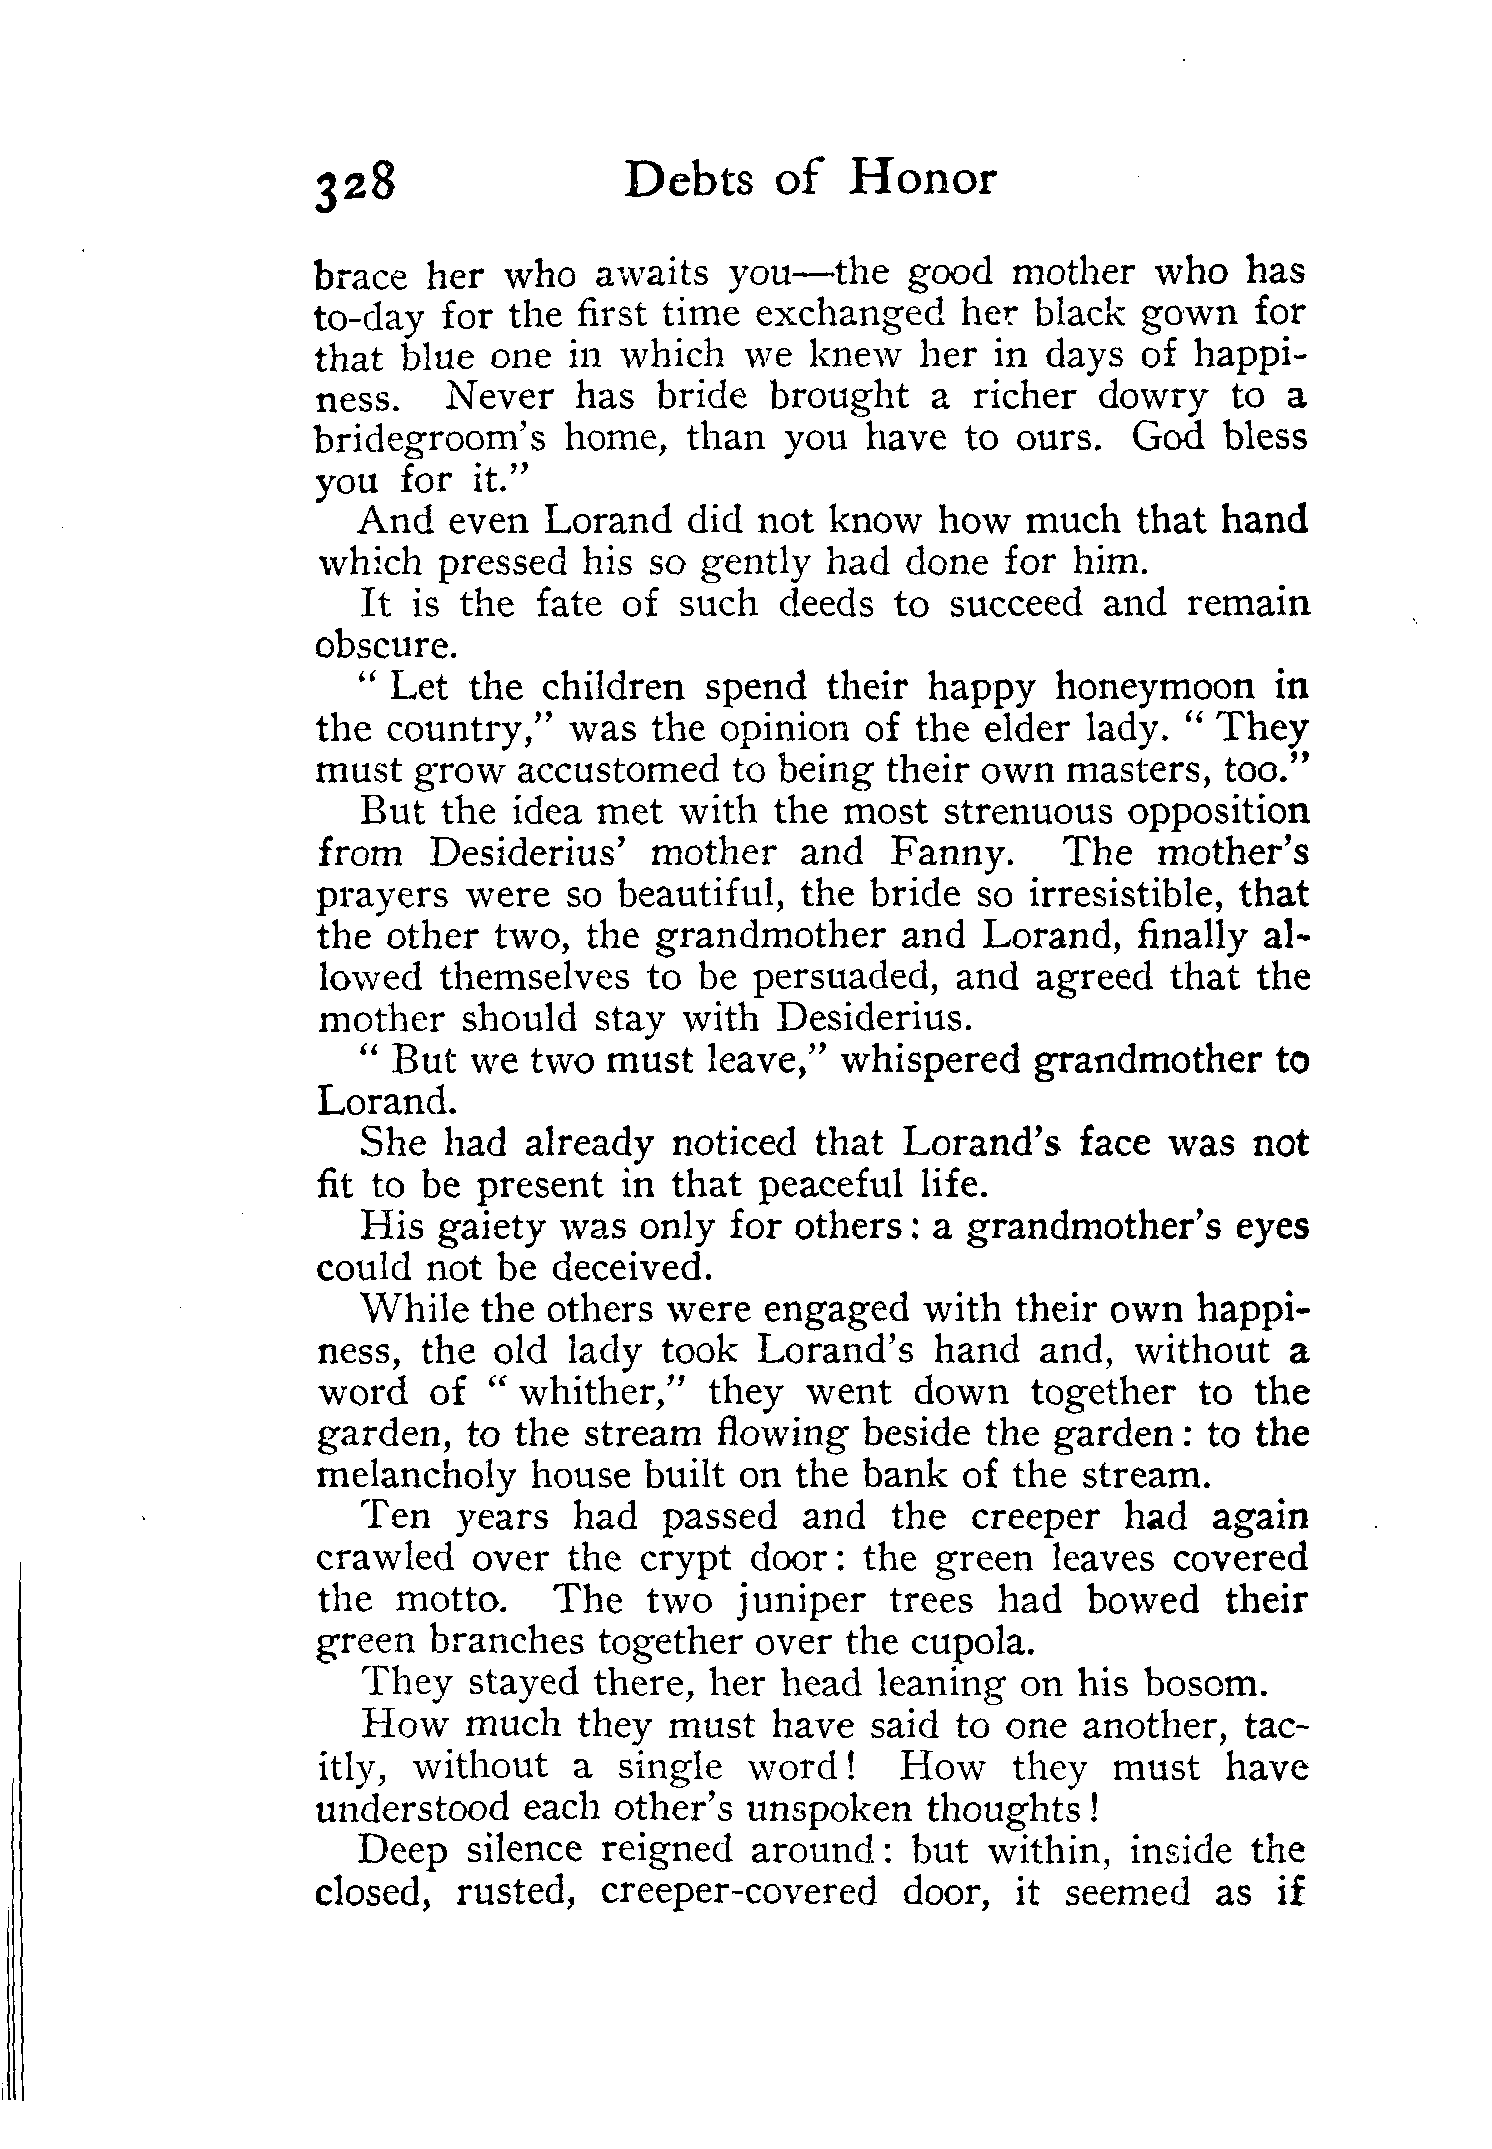 328 Debts of Honor
brace her who awaits you—the good mother who has
to-day for the first time exchanged her black gown for
that blue one in which we knew her in days of happi-
ness. Never has bride brought a richer dowry to a
bridegroom's home, than you have to ours. God bless
you for it."
And even Lorand did not know how much that hand
which pressed his so gently had done for him.
It is the fate of such deeds to succeed and remain
obscure.
" Let the children spend their happy honeymoon in
the country," was the opinion of the elder lady. " They
must grow accustomed to being their own masters, too."
But the idea met with the most strenuous opposition
from Desiderius' mother and Fanny. The mother's
prayers were so beautiful, the bride so irresistible, that
the other two, the grandmother and Lorand, finally al-
lowed themselves to be persuaded, and agreed that the
mother should stay with Desiderius.
" But we two must leave," whispered grandmother to
Lorand.
She had already noticed that Lorand's face was not
fit to be present in that peaceful life.
His gaiety was only for others : a grandmother's eyes
could not be deceived.
While the others were engaged with their own happi-
ness, the old lady took Lorand's hand and, without a
word of " whither," they went down together to the
garden, to the stream flowing beside the garden : to the
melancholy house built on the bank of the stream.
Ten years had passed and the creeper had again
crawled over the crypt door : the green leaves covered
the motto. The two juniper trees had bowed their
green branches together over the cupola.
They stayed there, her head leaning on his bosom.
How much they must have said to one another, tac-
itly, without a single word ! How they must have
understood each other's unspoken thoughts !
Deep silence reigned around : but within, inside the
closed, rusted, creeper-covered door, it seemed as if